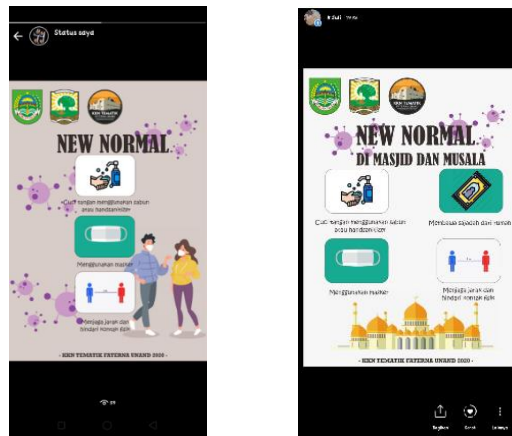 Status saya
NEW NORMAL
Cuci tangan menggunakan sabun
atau handsanitizer
Menggunakan masker
Menjaga jarak dan
hindari kontak fisik
- KKN TEMATIK FATERNA UNAND 2020 -
NEW NORMAL
DI MASJID DAN MUSALA
Cuci tangan menggunakan sabun
atau handsanitizer
Membawa sajadah dari rumah
Menggunakan masker
Menjaga jarak dan
hindari kontak fisik
- KKN TEMATIK FATERNA UNAND 2020 -
Bagikan
Lainnya